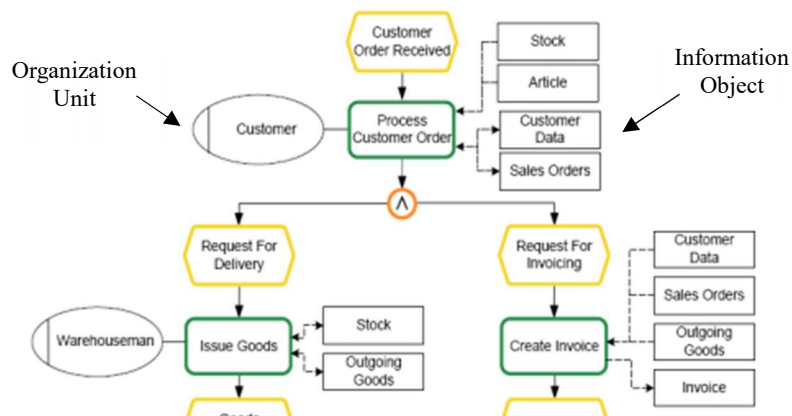 Customer
Order Received
Stock
Organization
Unit
Information
Object
Article
Process
Customer Order
Customer
Customer
Data
Sales Orders
∧
Request For
Delivery
Request For
Invoicing
Customer
Data
Sales Orders
Warehouseman
Issue Goods
Stock
Create Invoice
Outgoing
Goods
Outgoing
Goods
Invoice